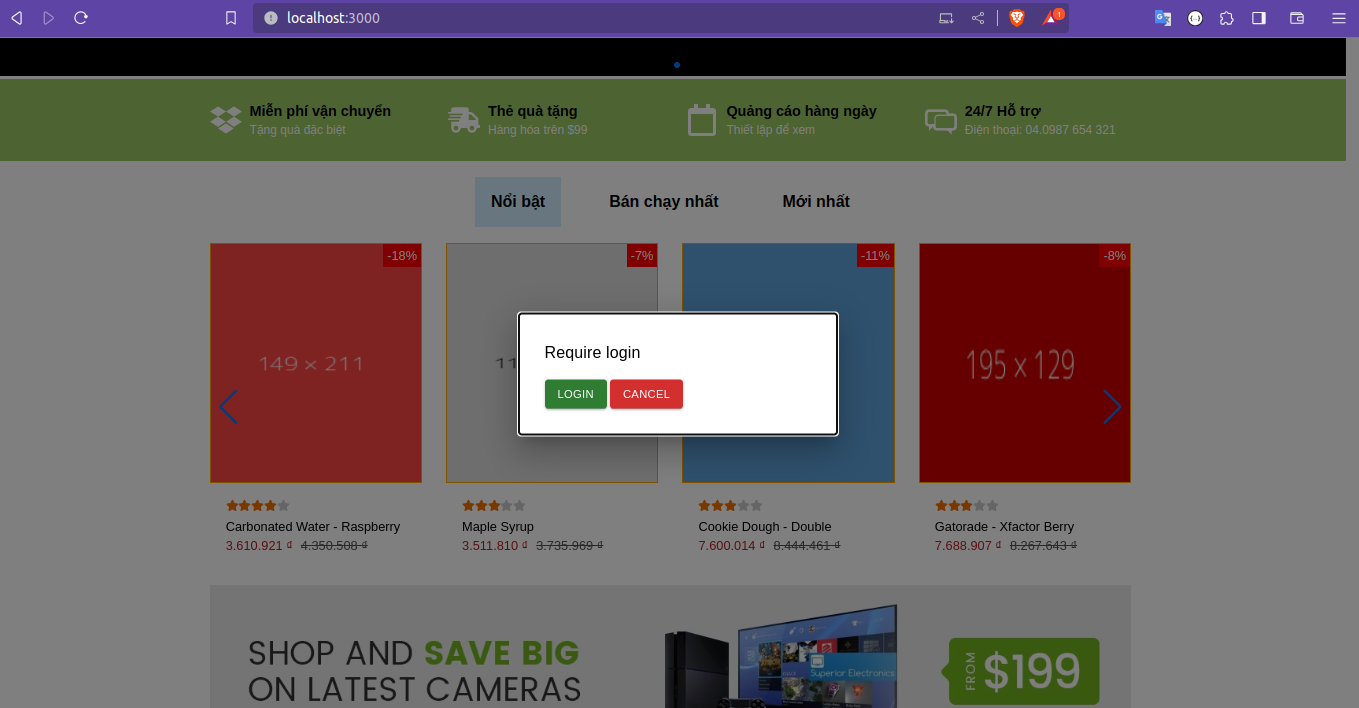 localhost:3000
1
Miễn phí vận chuyển
Tặng quà đặc biệt
Thẻ quà tặng
Hàng hóa trên $99
Quảng cáo hàng ngày
Thiết lập để xem
24/7 Hỗ trợ
Điện thoại: 04.0987 654 321
Nổi bật
Bán chạy nhất
Mới nhất
-18%
-7%
-11%
-8%
149 x 211
11
195 x 129
Require login
LOGIN
CANCEL
Carbonated Water - Raspberry
3.610.921 ₫ 4.350.508 ₫
Maple Syrup
3.511.810 ₫ 3.735.969 ₫
Cookie Dough - Double
7.600.014 ₫ 8.444.461 ₫
Gatorade - Xfactor Berry
7.688.907 ₫ 8.267.643 ₫
SHOP AND SAVE BIG
ON LATEST CAMERAS
Superior Electronics
FROM
$199